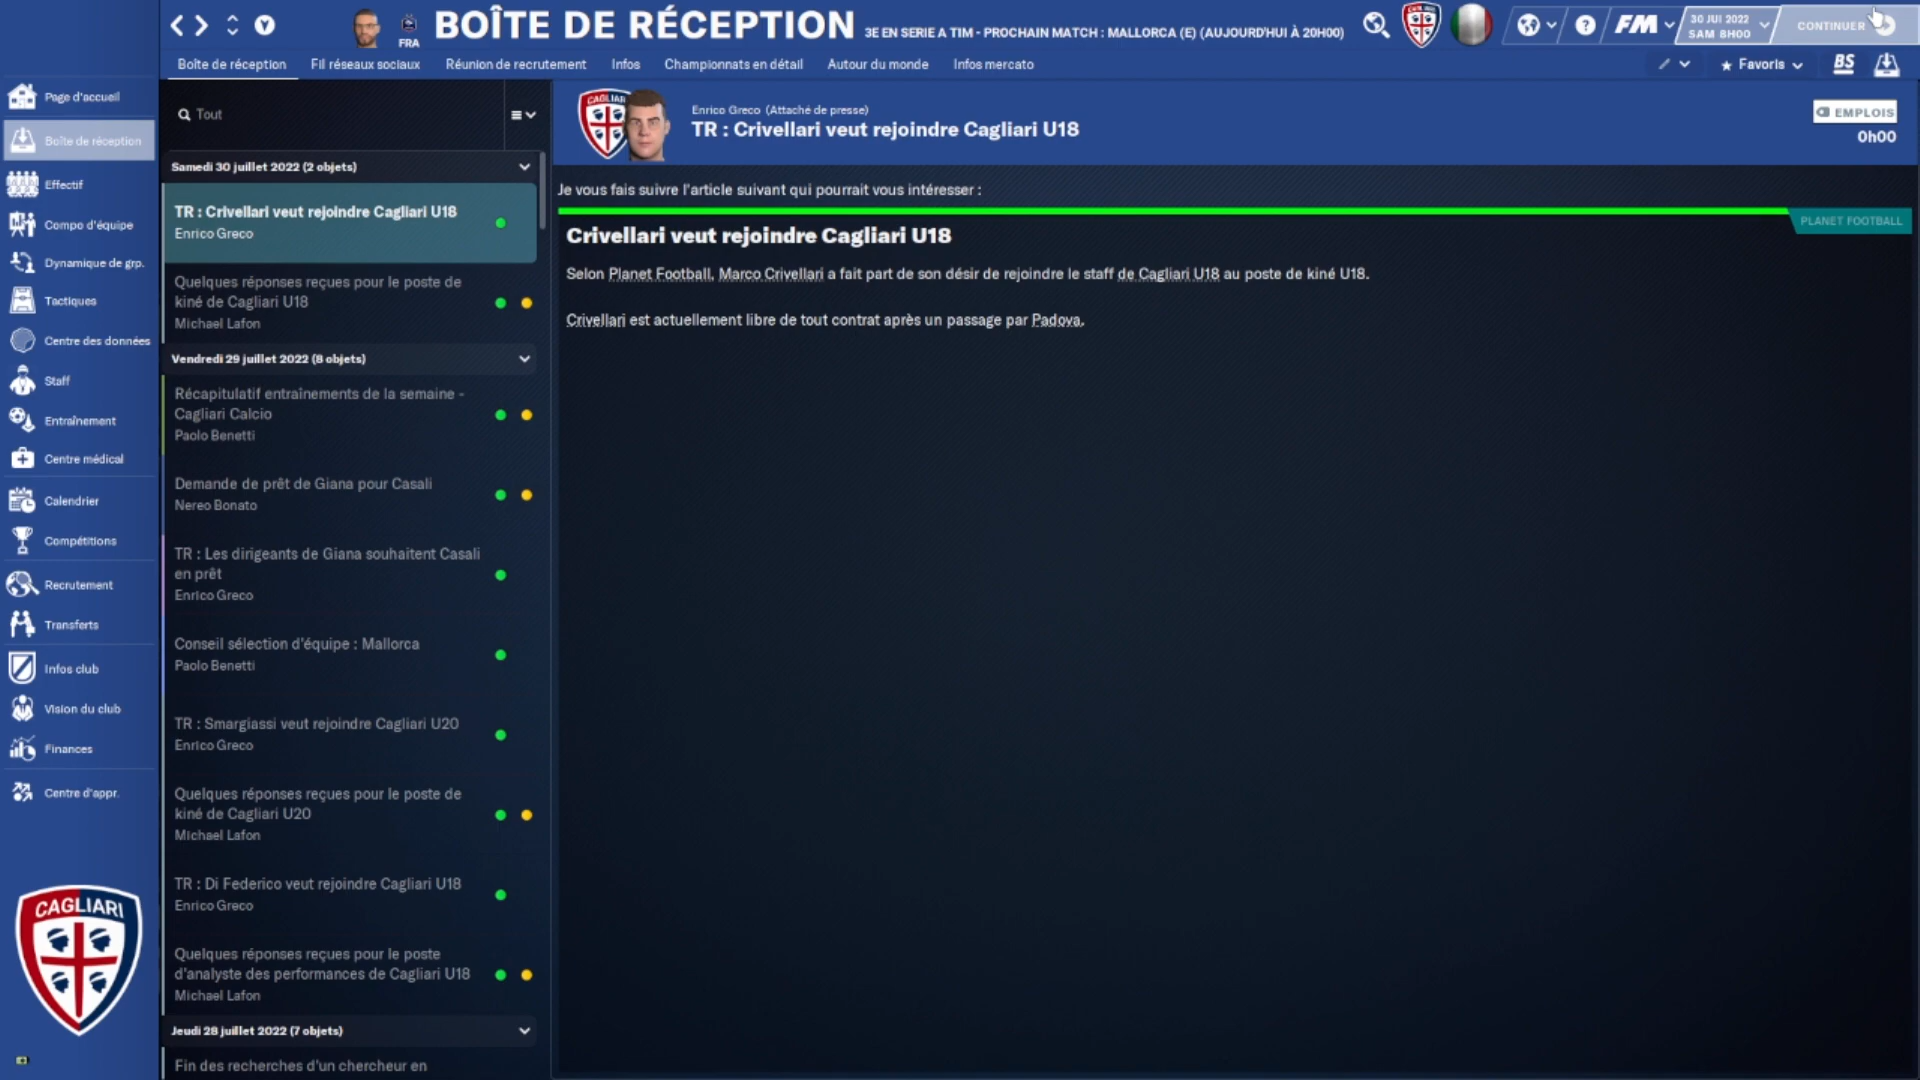 FRA
BOÎTE DE RÉCEPTION
3E EN SERIE A TIM - PROCHAIN MATCH : MALLORCA (E) (AUJOURD'HUI À 20H00)
FM
30 JUI 2022
SAM 8H00
CONTINUER
Boîte de réception
Fil réseaux sociaux
Réunion de recrutement
Infos
Championnats en détail
Autour du monde
Infos mercato
Favoris
BS
Page d'accueil
Boîte de réception
Effectif
Compo d'équipe
Dynamique de grp.
Tactiques
Centre des données
Staff
Entraînement
Centre médical
Calendrier
Compétitions
Recrutement
Transferts
Infos club
Vision du club
Finances
Centre d'appr.
CAGLIARI
Tout
Samedi 30 juillet 2022 (2 objets)
TR : Crivellari veut rejoindre Cagliari U18
Enrico Greco
Quelques réponses reçues pour le poste de
kiné de Cagliari U18
Michael Lafon
Vendredi 29 juillet 2022 (8 objets)
Récapitulatif entraînements de la semaine -
Cagliari Calcio
Paolo Benetti
Demande de prêt de Giana pour Casali
Nereo Bonato
TR : Les dirigeants de Giana souhaitent Casali
en prêt
Enrico Greco
Conseil sélection d'équipe : Mallorca
Paolo Benetti
TR : Smargiassi veut rejoindre Cagliari U20
Enrico Greco
Quelques réponses reçues pour le poste de
kiné de Cagliari U20
Michael Lafon
TR : Di Federico veut rejoindre Cagliari U18
Enrico Greco
Quelques réponses reçues pour le poste
d'analyste des performances de Cagliari U18
Michael Lafon
Jeudi 28 juillet 2022 (7 objets)
Fin des recherches d'un chercheur en
CAGLIARI
Enrico Greco (Attaché de presse)
TR : Crivellari veut rejoindre Cagliari U18
EMPLOIS
0h00
Je vous fais suivre l'article suivant qui pourrait vous intéresser :
PLANET FOOTBALL
Crivellari veut rejoindre Cagliari U18
Selon Planet Football, Marco Crivellari a fait part de son désir de rejoindre le staff de Cagliari U18 au poste de kiné U18.
Crivellari est actuellement libre de tout contrat après un passage par Padova.